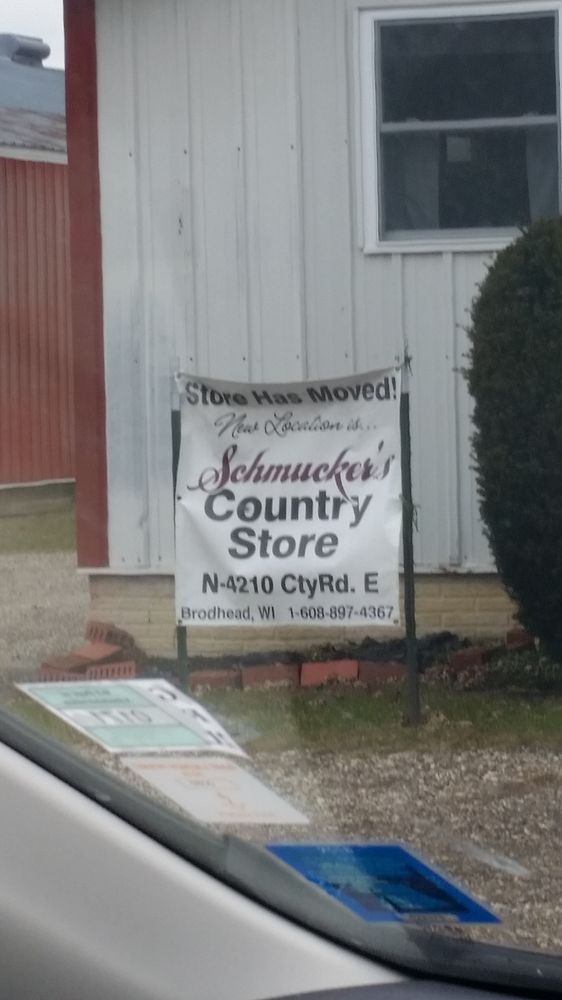 Store Has Moved!
New Location is...
Schmucker's
Country
Store
N-4210 CtyRd. E
Brodhead, WI 1-608-897-4367